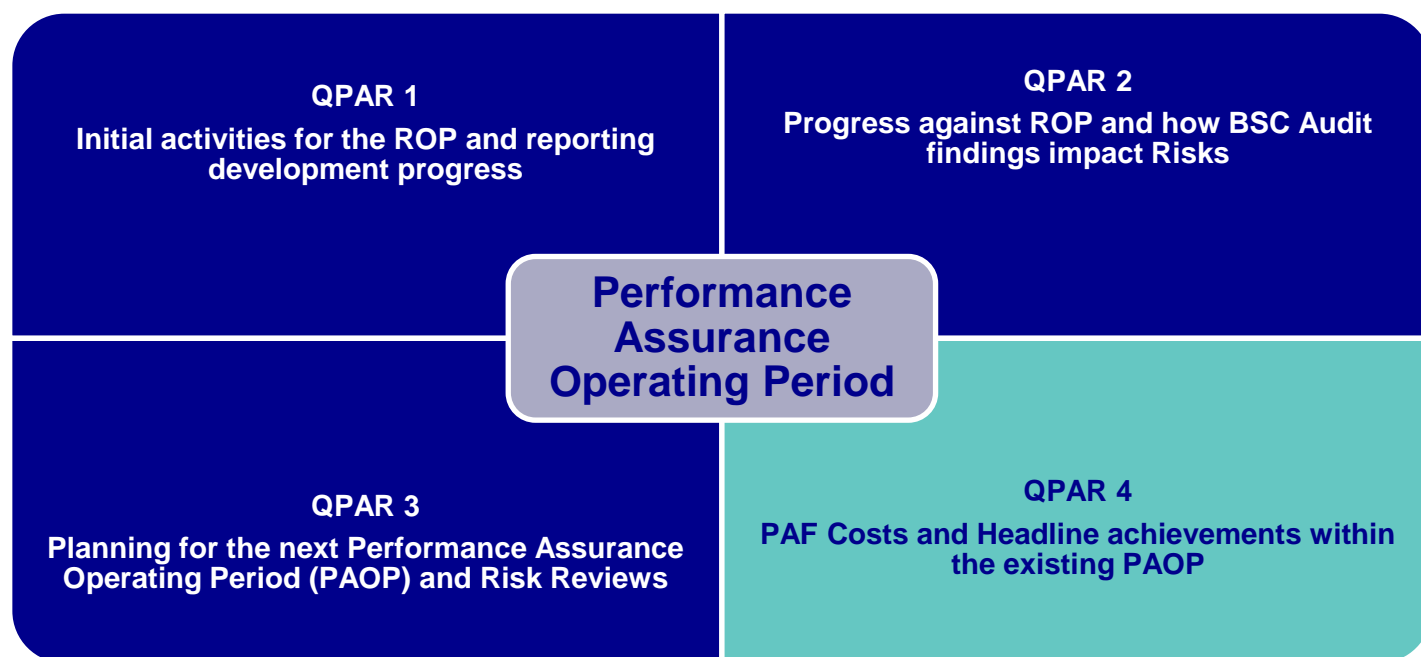 QPAR 1
Initial activities for the ROP and reporting
development progress
QPAR 2
Progress against ROP and how BSC Audit
findings impact Risks
Performance
Assurance
Operating Period
QPAR 3
Planning for the next Performance Assurance
Operating Period (PAOP) and Risk Reviews
QPAR 4
PAF Costs and Headline achievements within
the existing PAOP